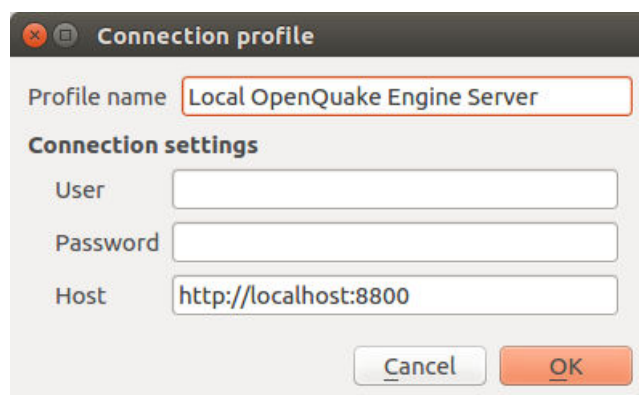 Connection profile
Profile name Local OpenQuake Engine Server
Connection settings
User
Password
Host http://localhost:8800
Cancel OK